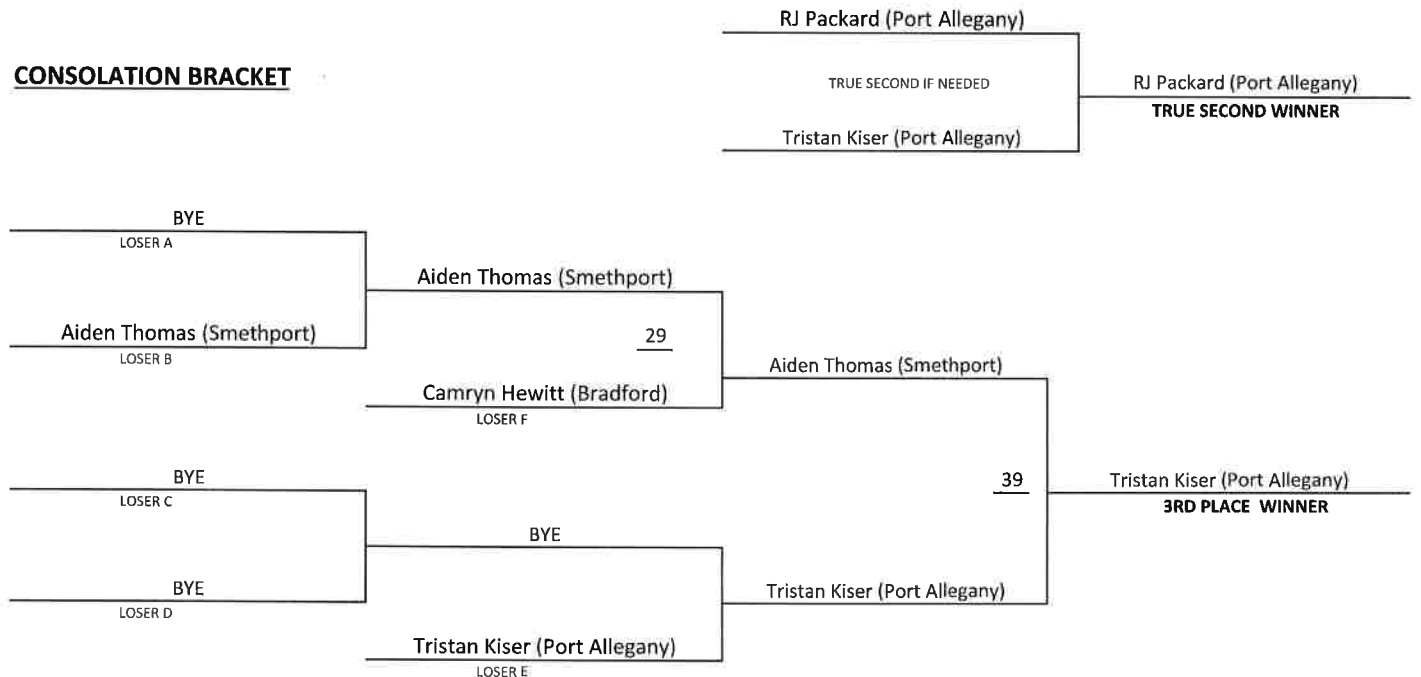 RJ Packard (Port Allegany)
CONSOLATION BRACKET
TRUE SECOND IF NEEDED
RJ Packard (Port Allegany)
TRUE SECOND WINNER
Tristan Kiser (Port Allegany)
BYE
LOSER A
Aiden Thomas (Smethport)
Aiden Thomas (Smethport)
LOSER B
29
Aiden Thomas (Smethport)
Camryn Hewitt (Bradford)
LOSER F
BYE
LOSER C
39
Tristan Kiser (Port Allegany)
3RD PLACE WINNER
BYE
BYE
LOSER D
Tristan Kiser (Port Allegany)
Tristan Kiser (Port Allegany)
LOSER E